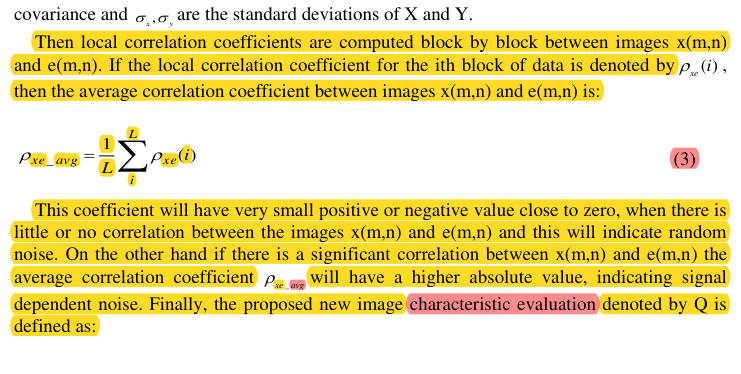 covariance and σx,σy are the standard deviations of X and Y.
Then local correlation coefficients are computed block by block between images x(m,n)
and e(m,n). If the local correlation coefficient for the ith block of data is denoted by ρxe(i) ,
then the average correlation coefficient between images x(m,n) and e(m,n) is:
ρxe_avg = 1/L ∑_i^L ρxe(i) (3)
This coefficient will have very small positive or negative value close to zero, when there is
little or no correlation between the images x(m,n) and e(m,n) and this will indicate random
noise. On the other hand if there is a significant correlation between x(m,n) and e(m,n) the
average correlation coefficient ρxe_avg will have a higher absolute value, indicating signal
dependent noise. Finally, the proposed new image characteristic evaluation denoted by Q is
defined as: